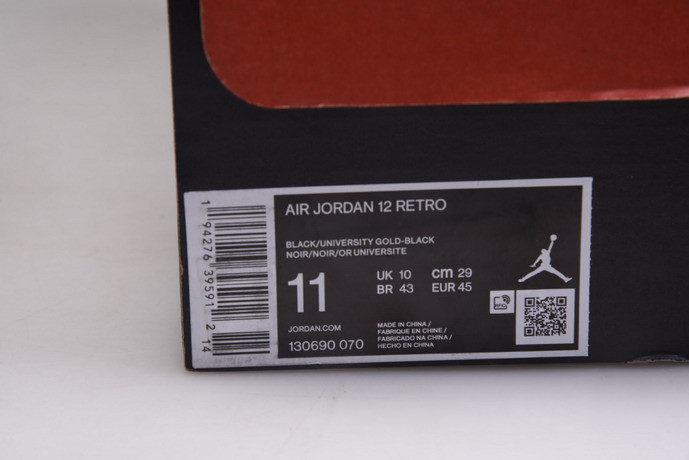 1 94276 39591 2 14
AIR JORDAN 12 RETRO
BLACK/UNIVERSITY GOLD-BLACK
NOIR/NOIR/OR UNIVERSITE
11
UK 10 cm 29
BR 43 EUR 45
JORDAN.COM
130690 070
MADE IN CHINA /
FABRIQUE EN CHINE /
FABRICADO NA CHINA /
HECHO EN CHINA